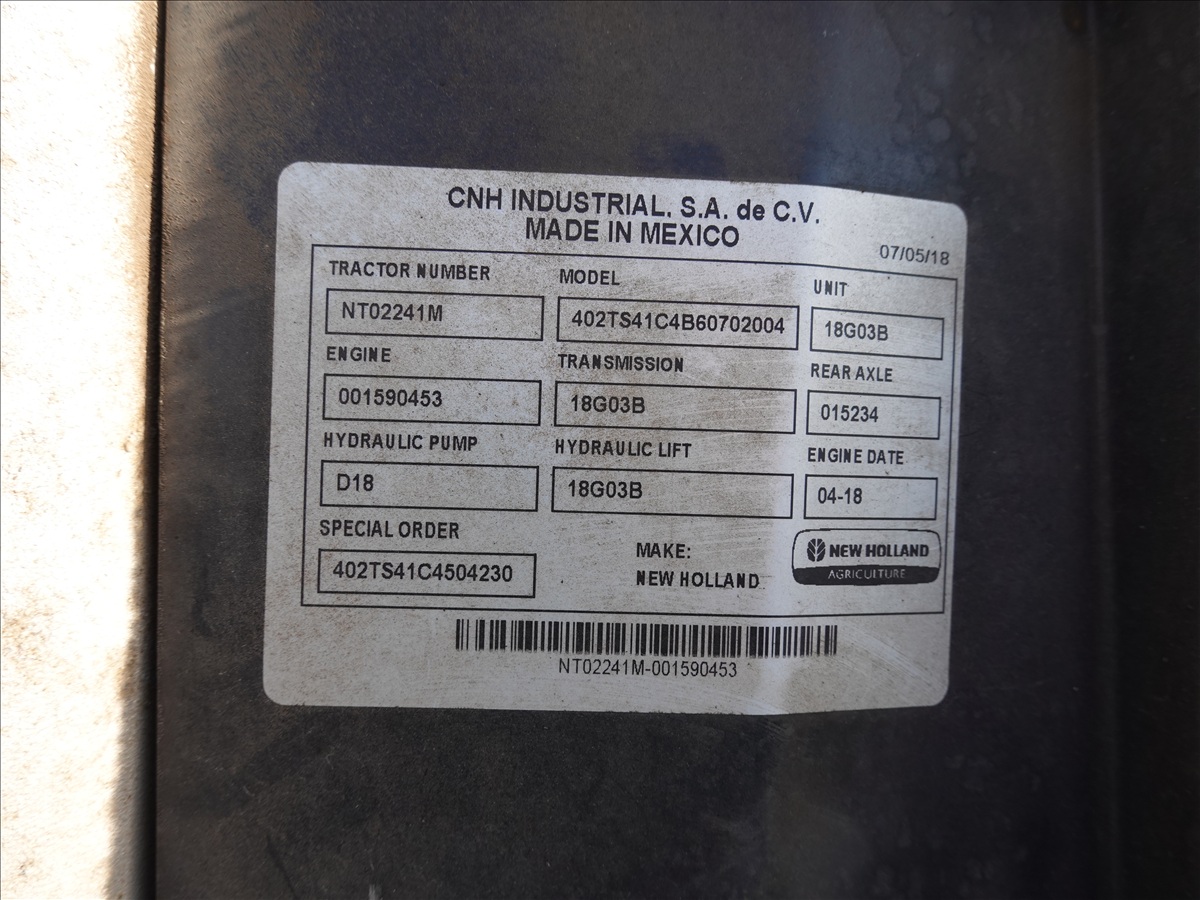 CNH INDUSTRIAL. S.A. de C.V.
MADE IN MEXICO
07/05/18
TRACTOR NUMBER MODEL UNIT
NT02241M 402TS41C4B60702004 18G03B
ENGINE TRANSMISSION REAR AXLE
001590453 18G03B 015234
HYDRAULIC PUMP HYDRAULIC LIFT ENGINE DATE
D18 18G03B 04-18
SPECIAL ORDER
402TS41C4504230
MAKE:
NEW HOLLAND
NEW HOLLAND
AGRICULTURE
NT02241M-001590453